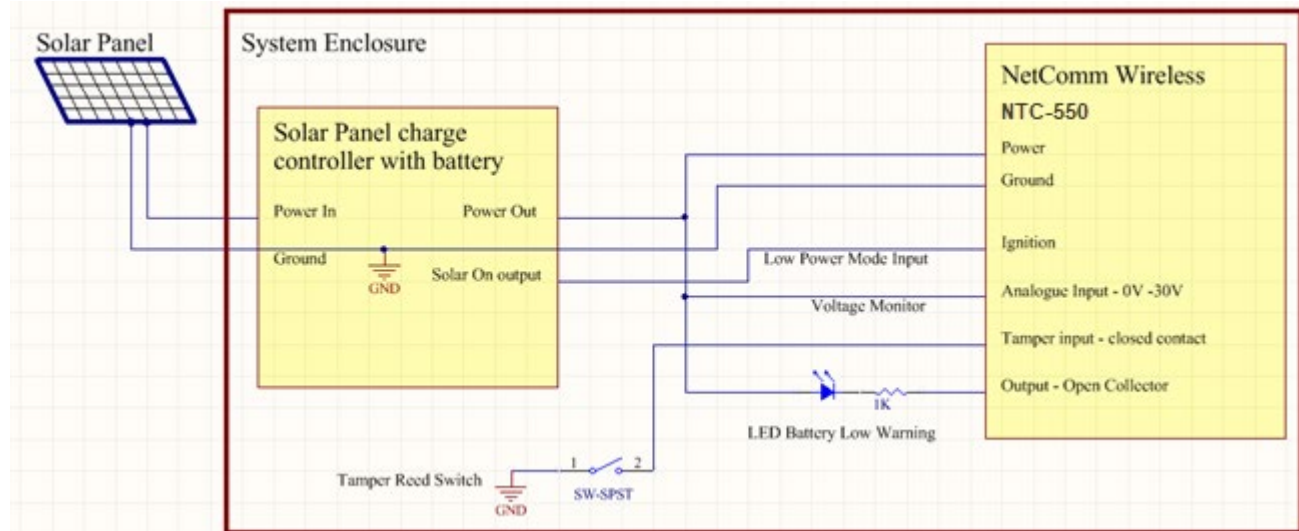 Solar Panel
System Enclosure
Solar Panel charge
controller with battery
Power In
Power Out
Ground
GND
Solar On output
NetComm Wireless
NTC-550
Power
Ground
Ignition
Low Power Mode Input
Analogue Input - 0V -30V
Voltage Monitor
Tamper input - closed contact
Output - Open Collector
1K
LED Battery Low Warning
Tamper Reed Switch
1
2
SW-SPST
GND